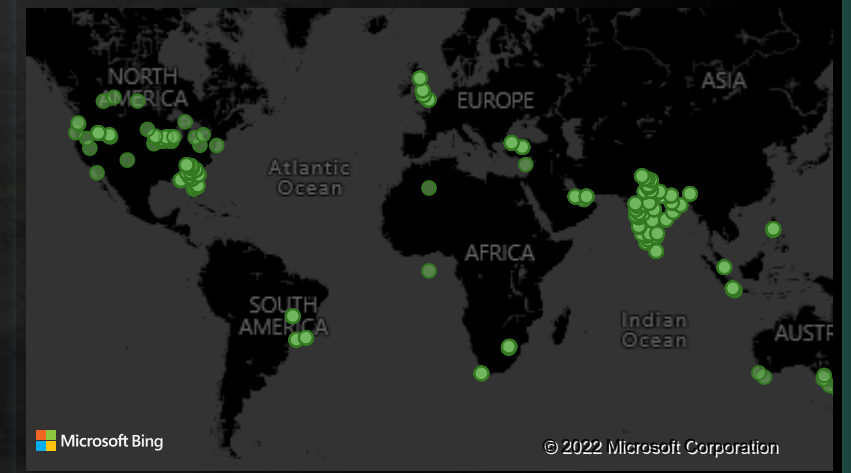 NORTH
AMERICA
EUROPE
ASIA
Atlantic
Ocean
AFRICA
SOUTH
AMERICA
Indian
Ocean
AUSTR
Microsoft Bing
© 2022 Microsoft Corporation